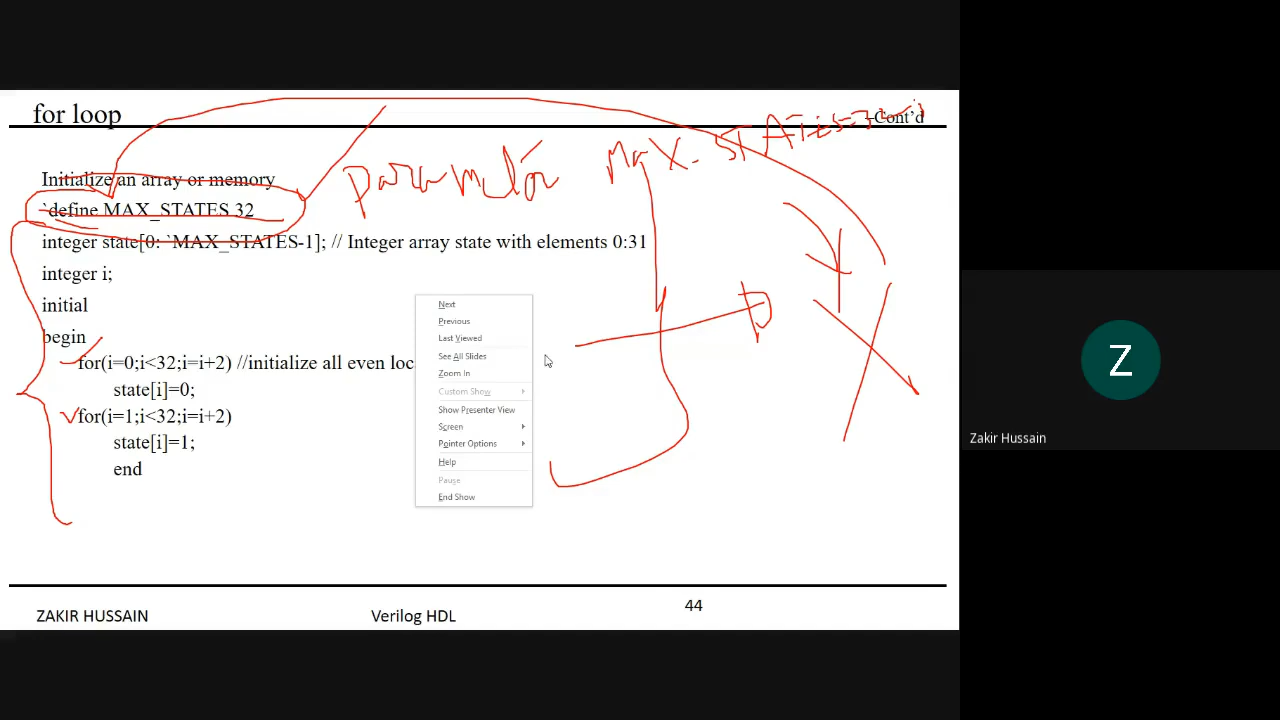 for loop
Cont'd
Initialize an array or memory
`define MAX_STATES 32
integer state[0: `MAX_STATES-1]; // Integer array state with elements 0:31
integer i;
initial
begin
for(i=0;i<32;i=i+2) //initialize all even loc
state[i]=0;
for(i=1;i<32;i=i+2)
state[i]=1;
end
Next
Previous
Last Viewed
See All Slides
Zoom In
Custom Show
Show Presenter View
Screen
Pointer Options
Help
Pause
End Show
ZAKIR HUSSAIN
Verilog HDL
44
Z
Zakir Hussain